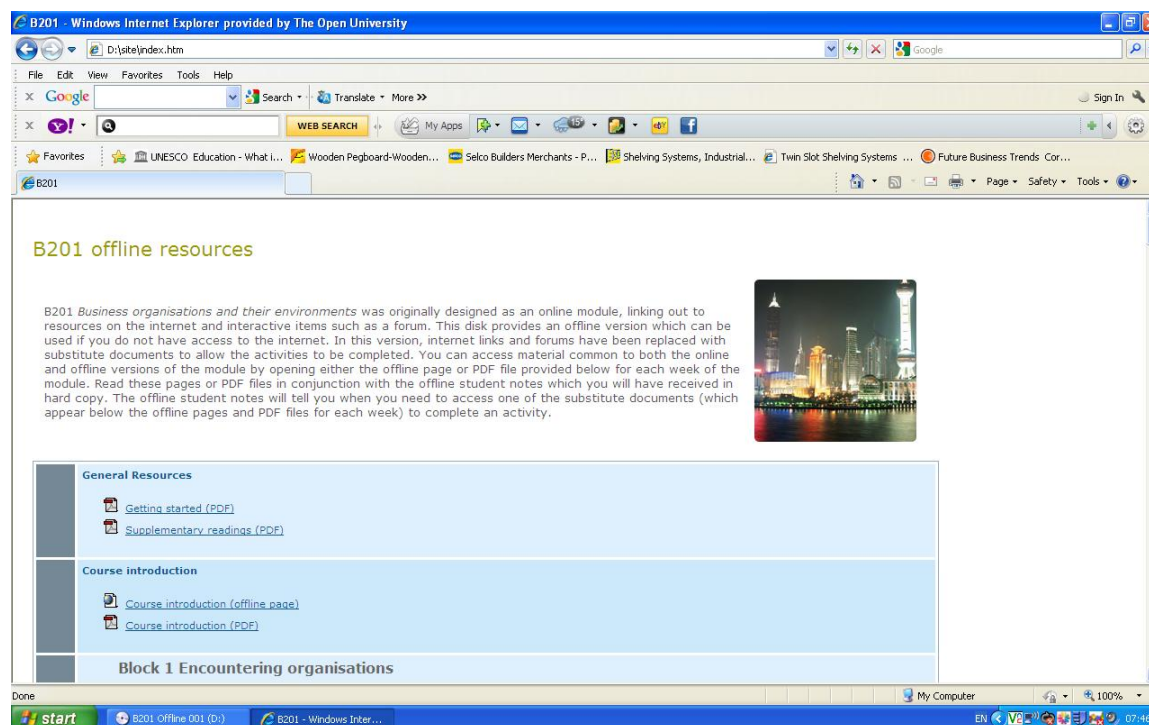 B201 - Windows Internet Explorer provided by The Open University
D:\site\index.htm
Google
File Edit View Favorites Tools Help
x Google Search Translate More >>
Sign In
x Y! WEB SEARCH My Apps 15° ebY f
Favorites UNESCO Education - What i... Wooden Pegboard-Wooden... Selco Builders Merchants - P... Shelving Systems, Industrial... Twin Slot Shelving Systems ... Future Business Trends Cor...
B201 Page Safety Tools
B201 offline resources
B201 Business organisations and their environments was originally designed as an online module, linking out to
resources on the internet and interactive items such as a forum. This disk provides an offline version which can be
used if you do not have access to the internet. In this version, internet links and forums have been replaced with
substitute documents to allow the activities to be completed. You can access material common to both the online
and offline versions of the module by opening either the offline page or PDF file provided below for each week of the
module. Read these pages or PDF files in conjunction with the offline student notes which you will have received in
hard copy. The offline student notes will tell you when you need to access one of the substitute documents (which
appear below the offline pages and PDF files for each week) to complete an activity.
General Resources
Getting started (PDF)
Supplementary readings (PDF)
Course introduction
Course introduction (offline page)
Course introduction (PDF)
Block 1 Encountering organisations
Done My Computer 100%
start B201 Offline 001 (D:) B201 - Windows Inter... EN 07:46